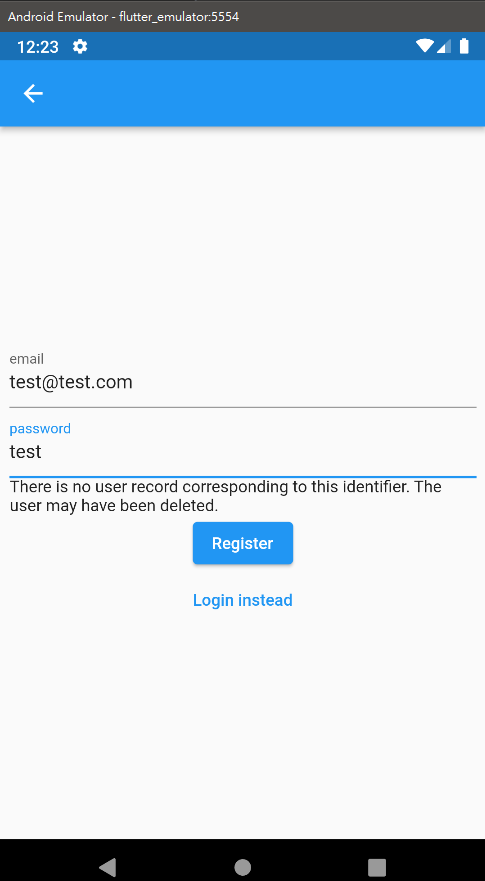 Android Emulator - flutter_emulator:5554
12:23
email
test@test.com
password
test
There is no user record corresponding to this identifier. The
user may have been deleted.
Register
Login instead